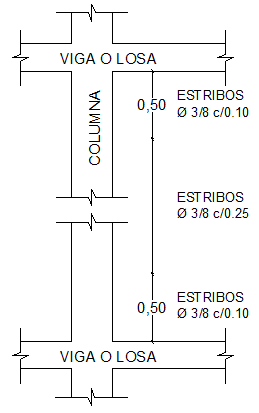 VIGA O LOSA
COLUMNA
0,50
ESTRIBOS
Ø 3/8 c/0.10
ESTRIBOS
Ø 3/8 c/0.25
0,50
ESTRIBOS
Ø 3/8 c/0.10
VIGA O LOSA